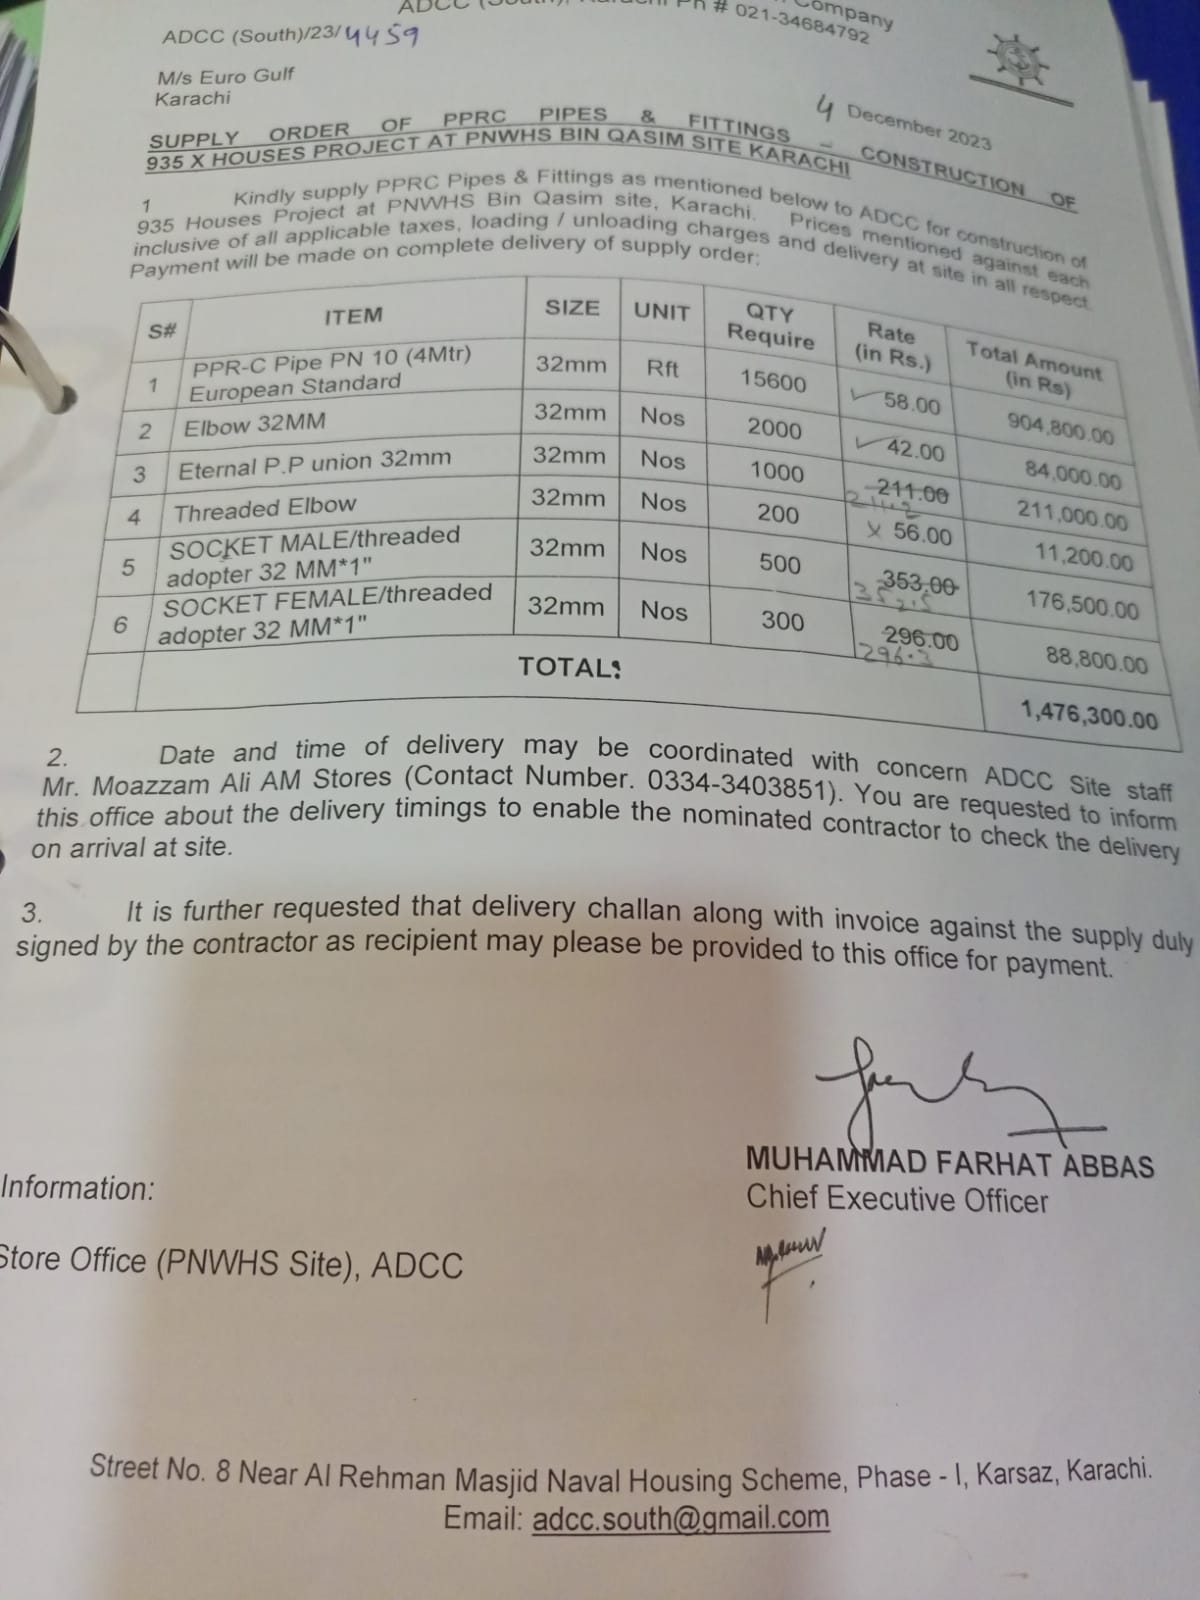 ADCC (South), Karachi Ph # 021-34684792
Company
ADCC (South)/23/4459
M/s Euro Gulf
Karachi
4 December 2023
SUPPLY ORDER OF PPRC PIPES & FITTINGS – CONSTRUCTION OF
935 X HOUSES PROJECT AT PNWHS BIN QASIM SITE KARACHI
1 Kindly supply PPRC Pipes & Fittings as mentioned below to ADCC for construction of
935 Houses Project at PNWHS Bin Qasim site, Karachi. Prices mentioned against each
inclusive of all applicable taxes, loading / unloading charges and delivery at site in all respect.
Payment will be made on complete delivery of supply order:
S# ITEM SIZE UNIT QTY Require Rate (in Rs.) Total Amount (in Rs)
1 PPR-C Pipe PN 10 (4Mtr) European Standard 32mm Rft 15600 58.00 904,800.00
2 Elbow 32MM 32mm Nos 2000 42.00 84,000.00
3 Eternal P.P union 32mm 32mm Nos 1000 211.00 211.2 211,000.00
4 Threaded Elbow 32mm Nos 200 x 56.00 11,200.00
5 SOCKET MALE/threaded adopter 32 MM*1" 32mm Nos 500 353.00 352.5 176,500.00
6 SOCKET FEMALE/threaded adopter 32 MM*1" 32mm Nos 300 296.00 296.3 88,800.00
TOTAL: 1,476,300.00
2. Date and time of delivery may be coordinated with concern ADCC Site staff
Mr. Moazzam Ali AM Stores (Contact Number. 0334-3403851). You are requested to inform
this office about the delivery timings to enable the nominated contractor to check the delivery
on arrival at site.
3. It is further requested that delivery challan along with invoice against the supply duly
signed by the contractor as recipient may please be provided to this office for payment.
MUHAMMAD FARHAT ABBAS
Chief Executive Officer
Information:
Store Office (PNWHS Site), ADCC
Street No. 8 Near Al Rehman Masjid Naval Housing Scheme, Phase - I, Karsaz, Karachi.
Email: adcc.south@gmail.com